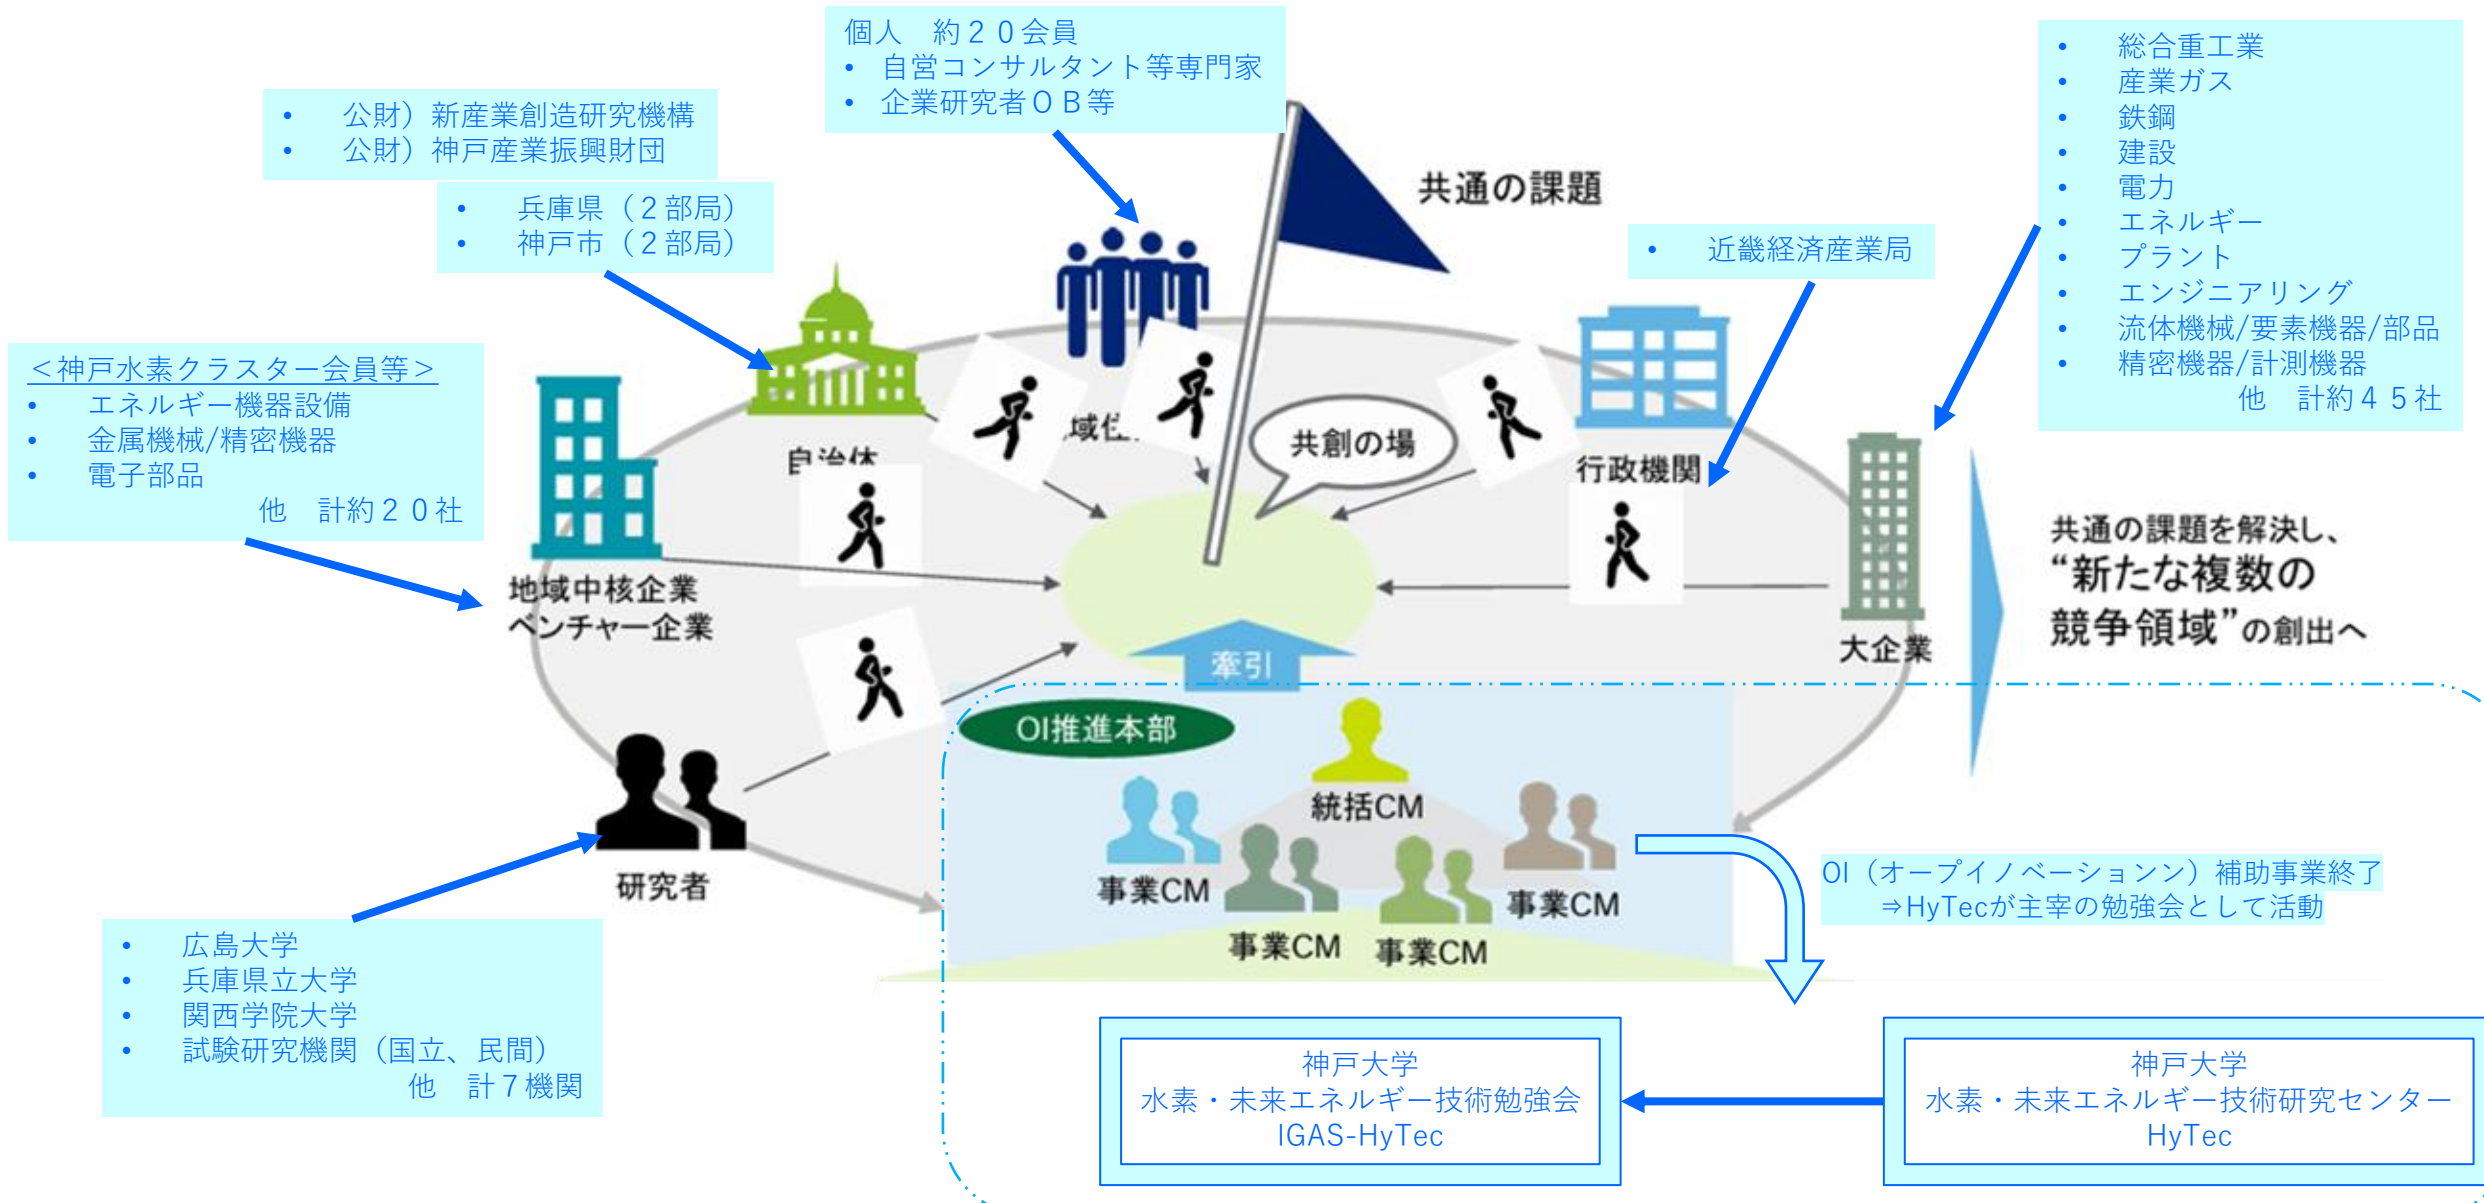 個人　約２０会員
• 自営コンサルタント等専門家
• 企業研究者ＯＢ等
• 公財）新産業創造研究機構
• 公財）神戸産業振興財団
• 兵庫県（２部局）
• 神戸市（２部局）
• 総合重工業
• 産業ガス
• 鉄鋼
• 建設
• 電力
• エネルギー
• プラント
• エンジニアリング
• 流体機械/要素機器/部品
• 精密機器/計測機器
他　計約４５社
共通の課題
• 近畿経済産業局
＜神戸水素クラスター会員等＞
• エネルギー機器設備
• 金属機械/精密機器
• 電子部品
他　計約２０社
自治体
域住
共創の場
行政機関
地域中核企業
ベンチャー企業
大企業
共通の課題を解決し、
“新たな複数の
競争領域”の創出へ
牽引
OI推進本部
統括CM
事業CM
事業CM
事業CM
事業CM
研究者
OI（オープイノベーションン）補助事業終了
⇒HyTecが主宰の勉強会として活動
• 広島大学
• 兵庫県立大学
• 関西学院大学
• 試験研究機関（国立、民間）
他　計７機関
神戸大学
水素・未来エネルギー技術勉強会
IGAS-HyTec
神戸大学
水素・未来エネルギー技術研究センター
HyTec